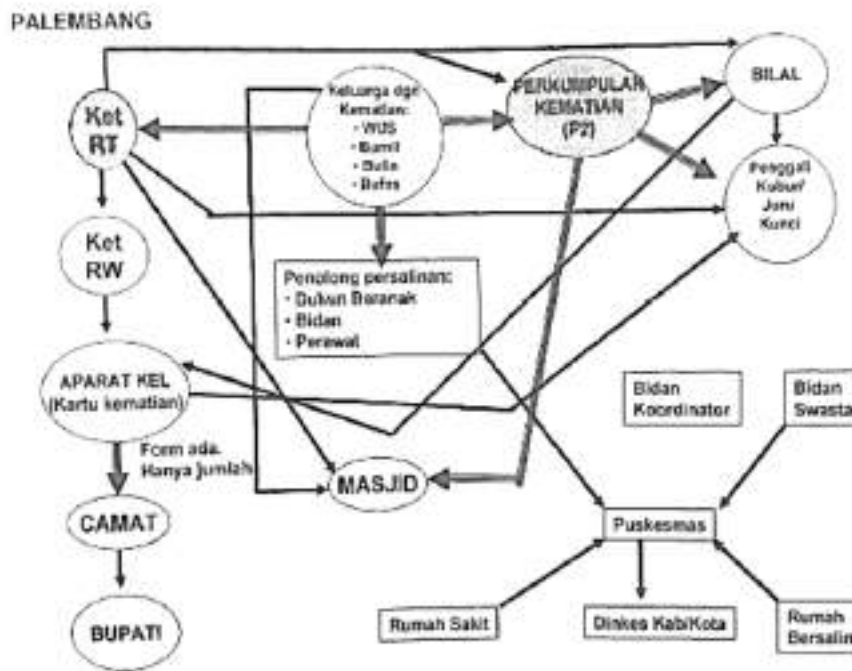 PALEMBANG
Ket
RT
Keluarga dgn
Kematian:
• WUS
• Bumil
• Bulin
• Bufas
PERKUMPULAN
KEMATIAN
(P2)
BILAL
Penggali
Kubur/
Juru
Kunci
Ket
RW
Penolong persalinan:
• Dukun Beranak
• Bidan
• Perawat
APARAT KEL
(Kartu kematian)
Bidan
Koordinator
Bidan
Swasta
Form ada.
Hanya jumlah
MASJID
CAMAT
Puskesmas
BUPATI
Rumah Sakit
Dinkes Kab/Kota
Rumah
Bersalin